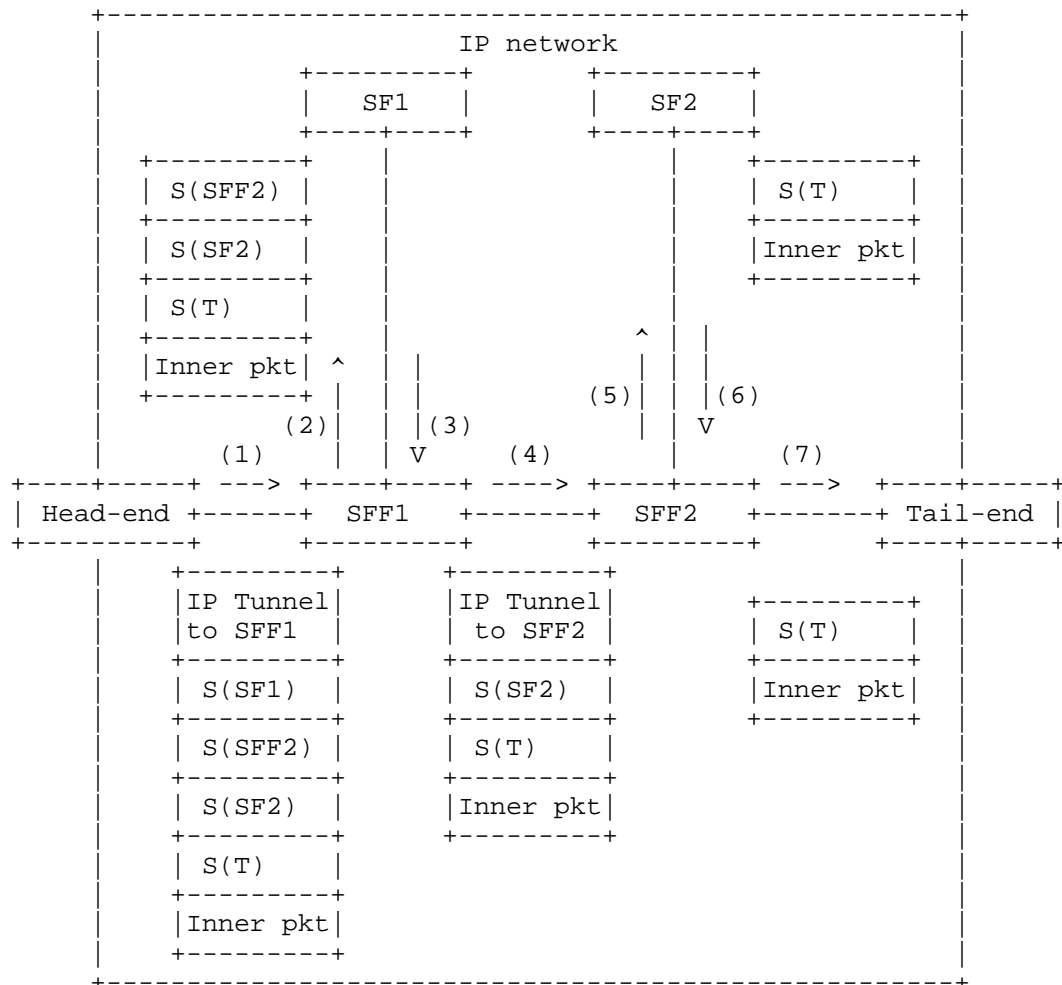 IP network
SF1 SF2
S(SFF2) S(T)
S(SF2) Inner pkt
S(T)
^
Inner pkt ^
(5) (6)
(2) (3) V
(1) V (4) (7)
---> ----> --->
Head-end SFF1 SFF2 Tail-end
IP Tunnel IP Tunnel
to SFF1 to SFF2 S(T)
S(SF1) S(SF2) Inner pkt
S(SFF2) S(T)
S(SF2) Inner pkt
S(T)
Inner pkt